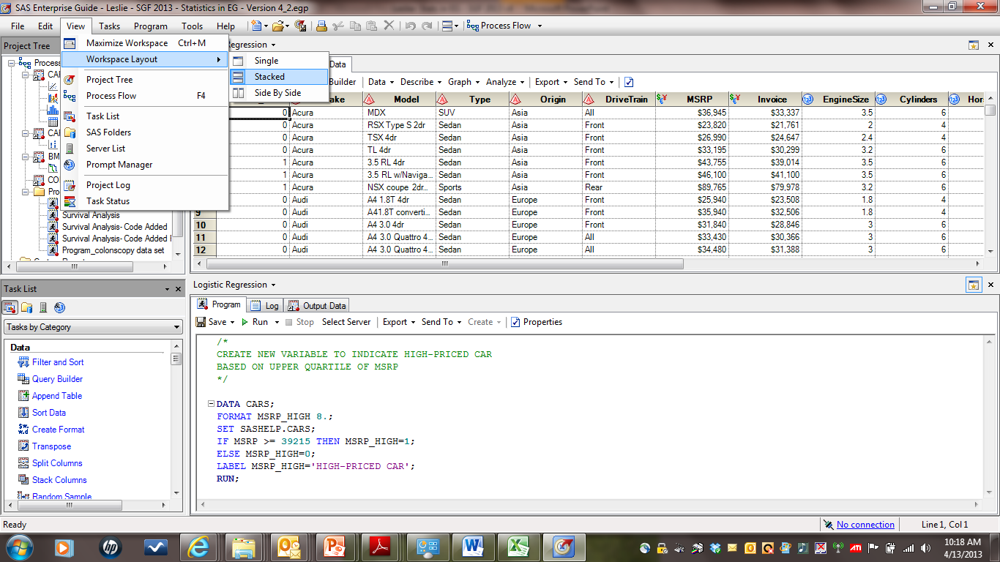 SAS Enterprise Guide - Leslie - SGF 2013 - Statistics in EG - Version 4_2.egp
File Edit View Tasks Program Tools Help Process Flow
Project Tree
Maximize Workspace Ctrl+M
Workspace Layout
Project Tree
Process Flow F4
Task List
SAS Folders
Server List
Prompt Manager
Project Log
Task Status
Single
Stacked
Side By Side
Survival Analysis
Survival Analysis- Code Added
Survival Analysis- Code Added
Program_colonscopy data set
Data
Data Describe Graph Analyze Export Send To
Model Type Origin DriveTrain MSRP Invoice EngineSize Cylinders
0 Acura MDX SUV Asia All $36,945 $33,337 3.5 6
0 Acura RSX Type S 2dr Sedan Asia Front $23,820 $21,761 2 4
0 Acura TSX 4dr Sedan Asia Front $26,990 $24,647 2.4 4
0 Acura TL 4dr Sedan Asia Front $33,195 $30,299 3.2 6
1 Acura 3.5 RL 4dr Sedan Asia Front $43,755 $39,014 3.5 6
1 Acura 3.5 RL w/Naviga... Sedan Asia Front $46,100 $41,100 3.5 6
1 Acura NSX coupe 2dr... Sports Asia Rear $89,765 $79,978 3.2 6
0 Audi A4 1.8T 4dr Sedan Europe Front $25,940 $23,508 1.8 4
9 0 Audi A41.8T converti... Sedan Europe Front $35,940 $32,506 1.8 4
10 0 Audi A4 3.0 4dr Sedan Europe Front $31,840 $28,846 3 6
11 0 Audi A4 3.0 Quattro 4... Sedan Europe All $33,430 $30,366 3 6
12 0 Audi A4 3.0 Quattro 4... Sedan Europe All $34,480 $31,388 3 6
Task List
Tasks by Category
Data
Filter and Sort
Query Builder
Append Table
Sort Data
Create Format
Transpose
Split Columns
Stack Columns
Random Sample
Logistic Regression
Program Log Output Data
Save Run Stop Select Server Export Send To Create Properties
/*
CREATE NEW VARIABLE TO INDICATE HIGH-PRICED CAR
BASED ON UPPER QUARTILE OF MSRP
*/
DATA CARS;
FORMAT MSRP_HIGH 8.;
SET SASHELP.CARS;
IF MSRP >= 39215 THEN MSRP_HIGH=1;
ELSE MSRP_HIGH=0;
LABEL MSRP_HIGH='HIGH-PRICED CAR';
RUN;
Ready No connection Line 1, Col 1
10:18 AM
4/13/2013